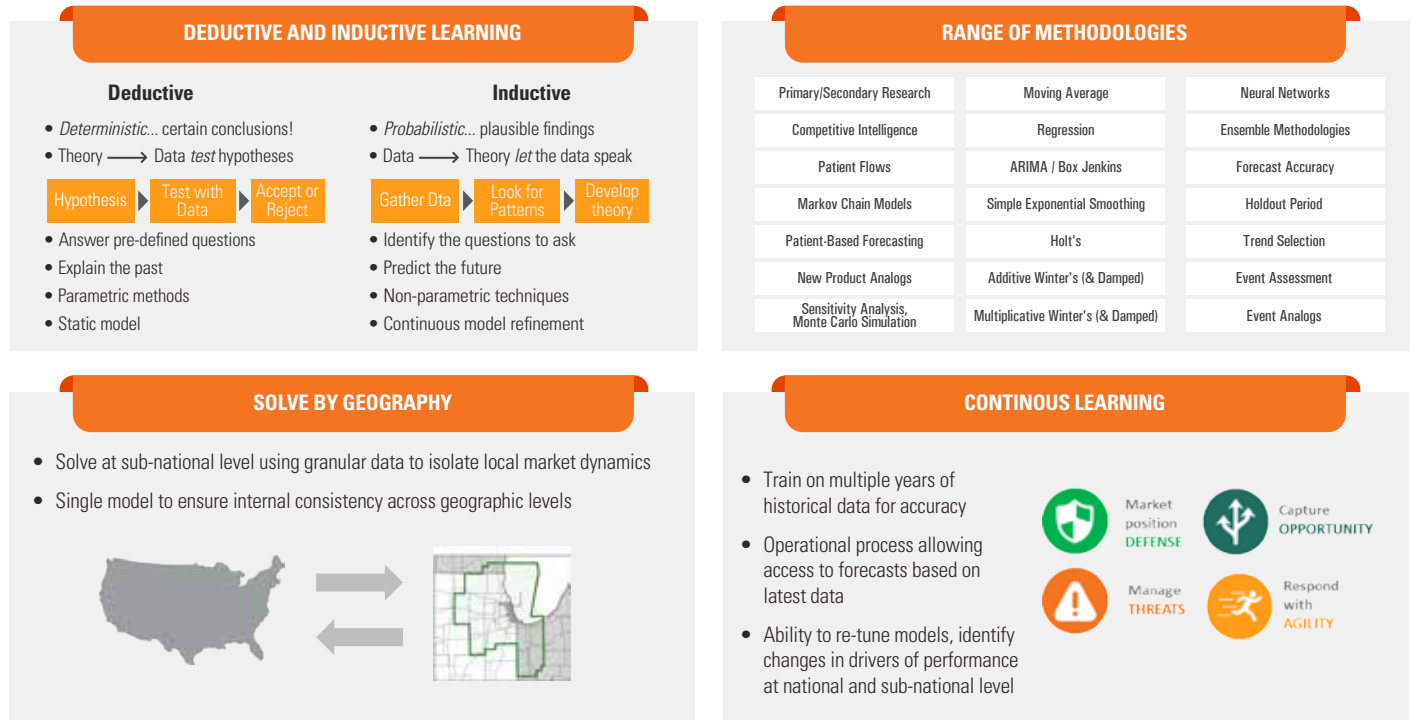 DEDUCTIVE AND INDUCTIVE LEARNING
Deductive
• Deterministic... certain conclusions!
• Theory ⟶ Data test hypotheses
Hypothesis
Test with
Data
Accept or
Reject
• Answer pre-defined questions
• Explain the past
• Parametric methods
• Static model
Inductive
• Probabilistic... plausible findings
• Data ⟶ Theory let the data speak
Gather Dta
Look for
Patterns
Develop
theory
• Identify the questions to ask
• Predict the future
• Non-parametric techniques
• Continuous model refinement
RANGE OF METHODOLOGIES
Primary/Secondary Research
Competitive Intelligence
Patient Flows
Markov Chain Models
Patient-Based Forecasting
New Product Analogs
Sensitivity Analysis,
Monte Carlo Simulation
Moving Average
Regression
ARIMA / Box Jenkins
Simple Exponential Smoothing
Holt's
Additive Winter's (& Damped)
Multiplicative Winter's (& Damped)
Neural Networks
Ensemble Methodologies
Forecast Accuracy
Holdout Period
Trend Selection
Event Assessment
Event Analogs
SOLVE BY GEOGRAPHY
• Solve at sub-national level using granular data to isolate local market dynamics
• Single model to ensure internal consistency across geographic levels
CONTINOUS LEARNING
• Train on multiple years of
historical data for accuracy
• Operational process allowing
access to forecasts based on
latest data
• Ability to re-tune models, identify
changes in drivers of performance
at national and sub-national level
Market
position
DEFENSE
Capture
OPPORTUNITY
Manage
THREATS
Respond
with
AGILITY